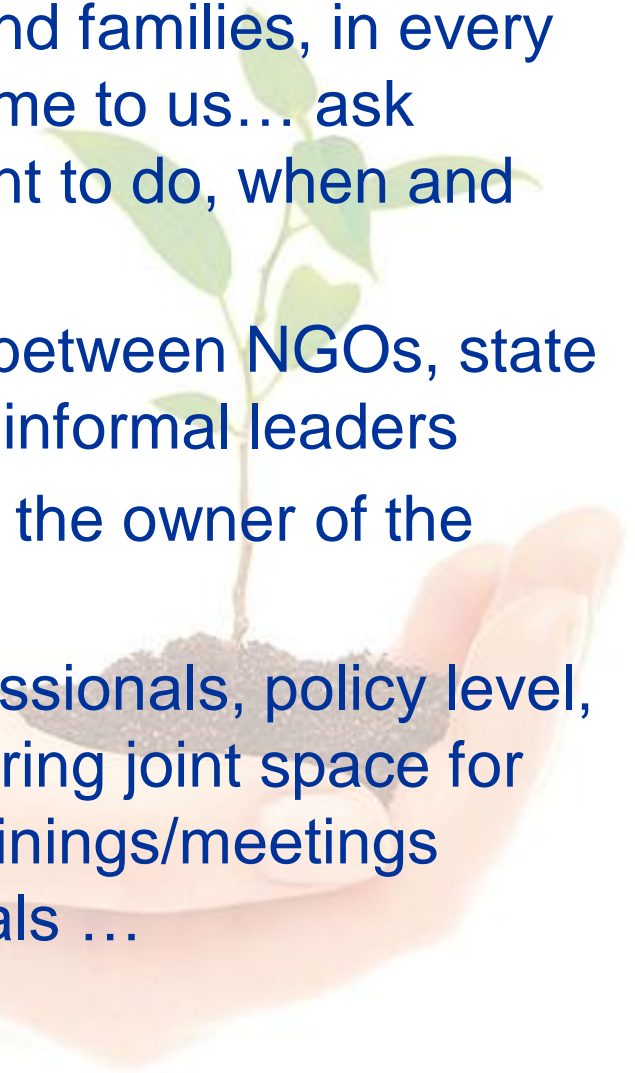 nd families, in every
me to us… ask
nt to do, when and
between NGOs, state
informal leaders
the owner of the
ssionals, policy level,
ring joint space for
inings/meetings
als …